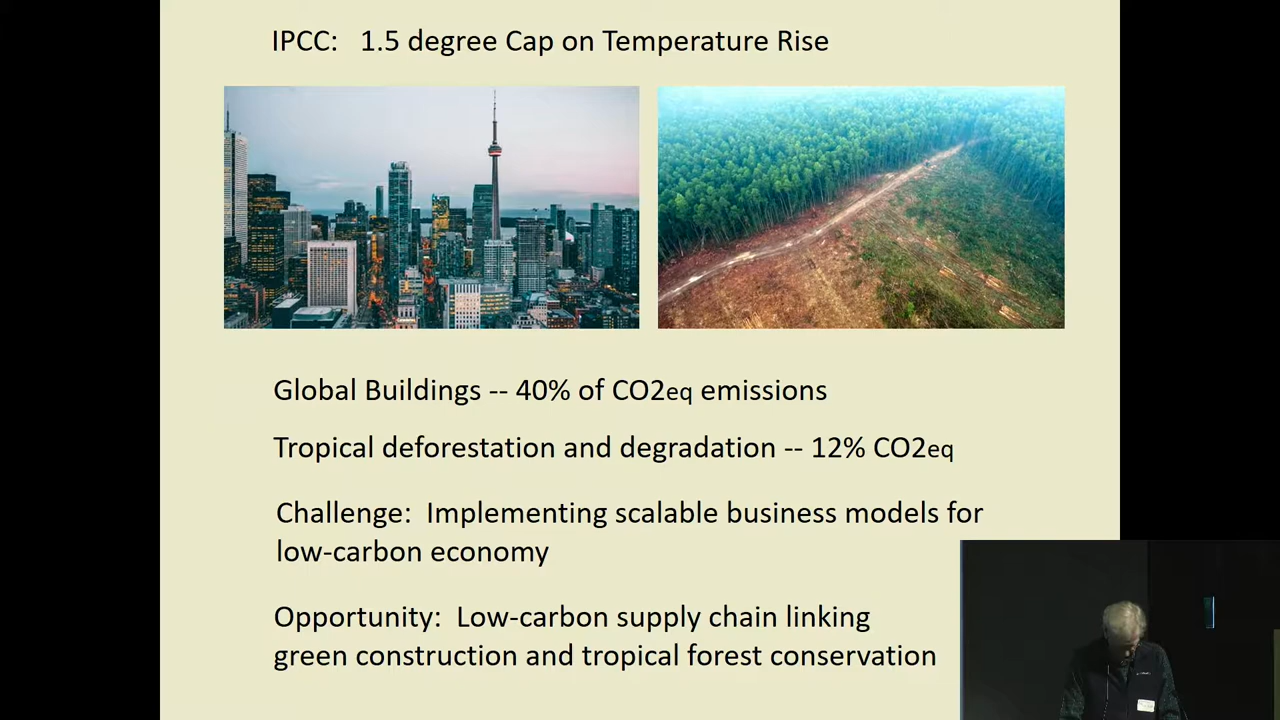 IPCC: 1.5 degree Cap on Temperature Rise
Global Buildings -- 40% of CO2eq emissions
Tropical deforestation and degradation -- 12% CO2eq
Challenge: Implementing scalable business models for
low-carbon economy
Opportunity: Low-carbon supply chain linking
green construction and tropical forest conservation